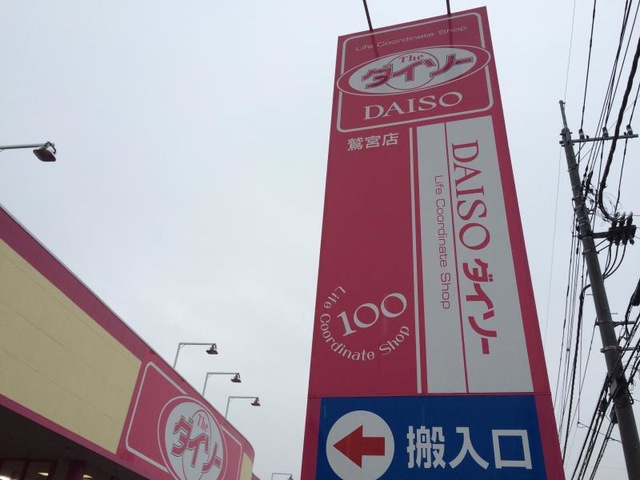 Life Coordinate Shop
The
ダイソー
DAISO
鷲宮店
DAISO ダイソー
Life Coordinate Shop
100
Life Coordinate Shop
搬入口
The
ダイソー